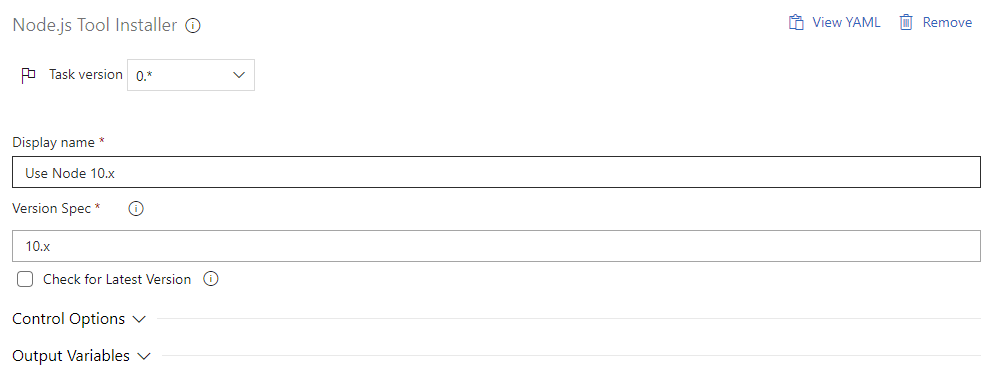 Node.js Tool Installer
View YAML
Remove
Task version
0.*
Display name *
Use Node 10.x
Version Spec *
10.x
Check for Latest Version
Control Options
Output Variables